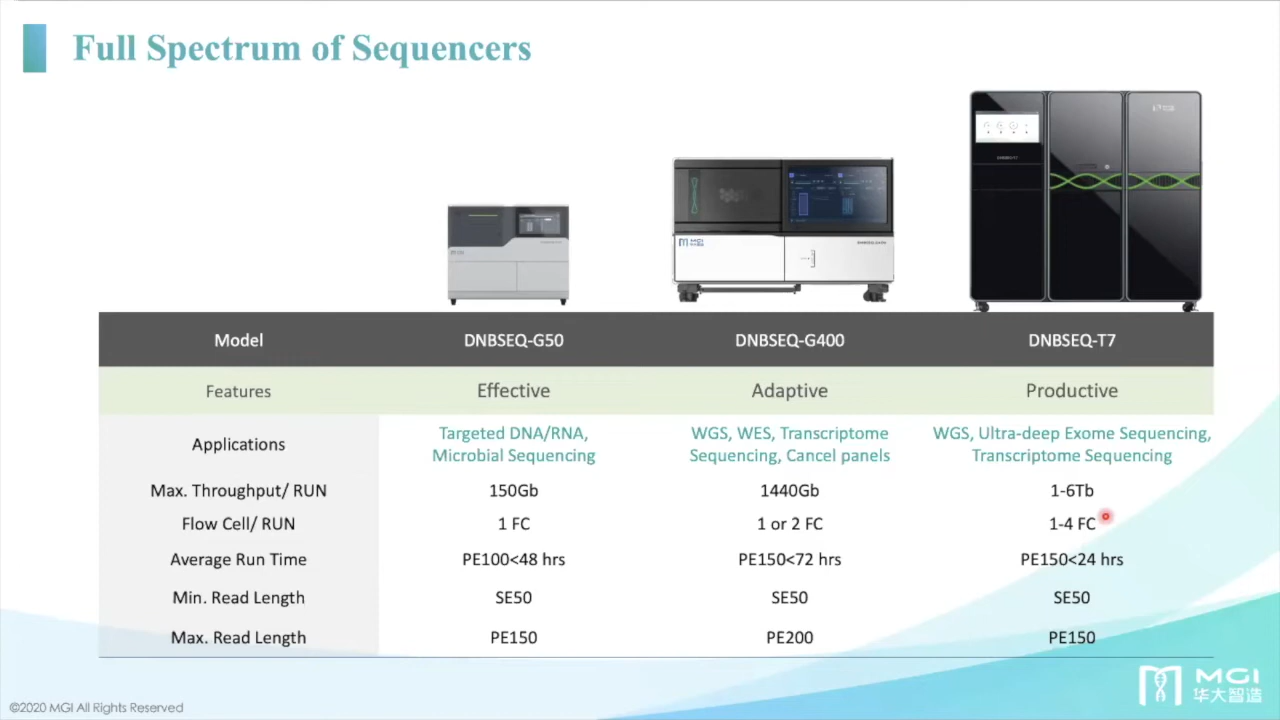 Full Spectrum of Sequencers
Model DNBSEQ-G50 DNBSEQ-G400 DNBSEQ-T7
Features Effective Adaptive Productive
Applications
Targeted DNA/RNA,
Microbial Sequencing
WGS, WES, Transcriptome
Sequencing, Cancel panels
WGS, Ultra-deep Exome Sequencing,
Transcriptome Sequencing
Max. Throughput/ RUN 150Gb 1440Gb 1-6Tb
Flow Cell/ RUN 1 FC 1 or 2 FC 1-4 FC
Average Run Time PE100<48 hrs PE150<72 hrs PE150<24 hrs
Min. Read Length SE50 SE50 SE50
Max. Read Length PE150 PE200 PE150
MGI
华大智造
©2020 MGI All Rights Reserved